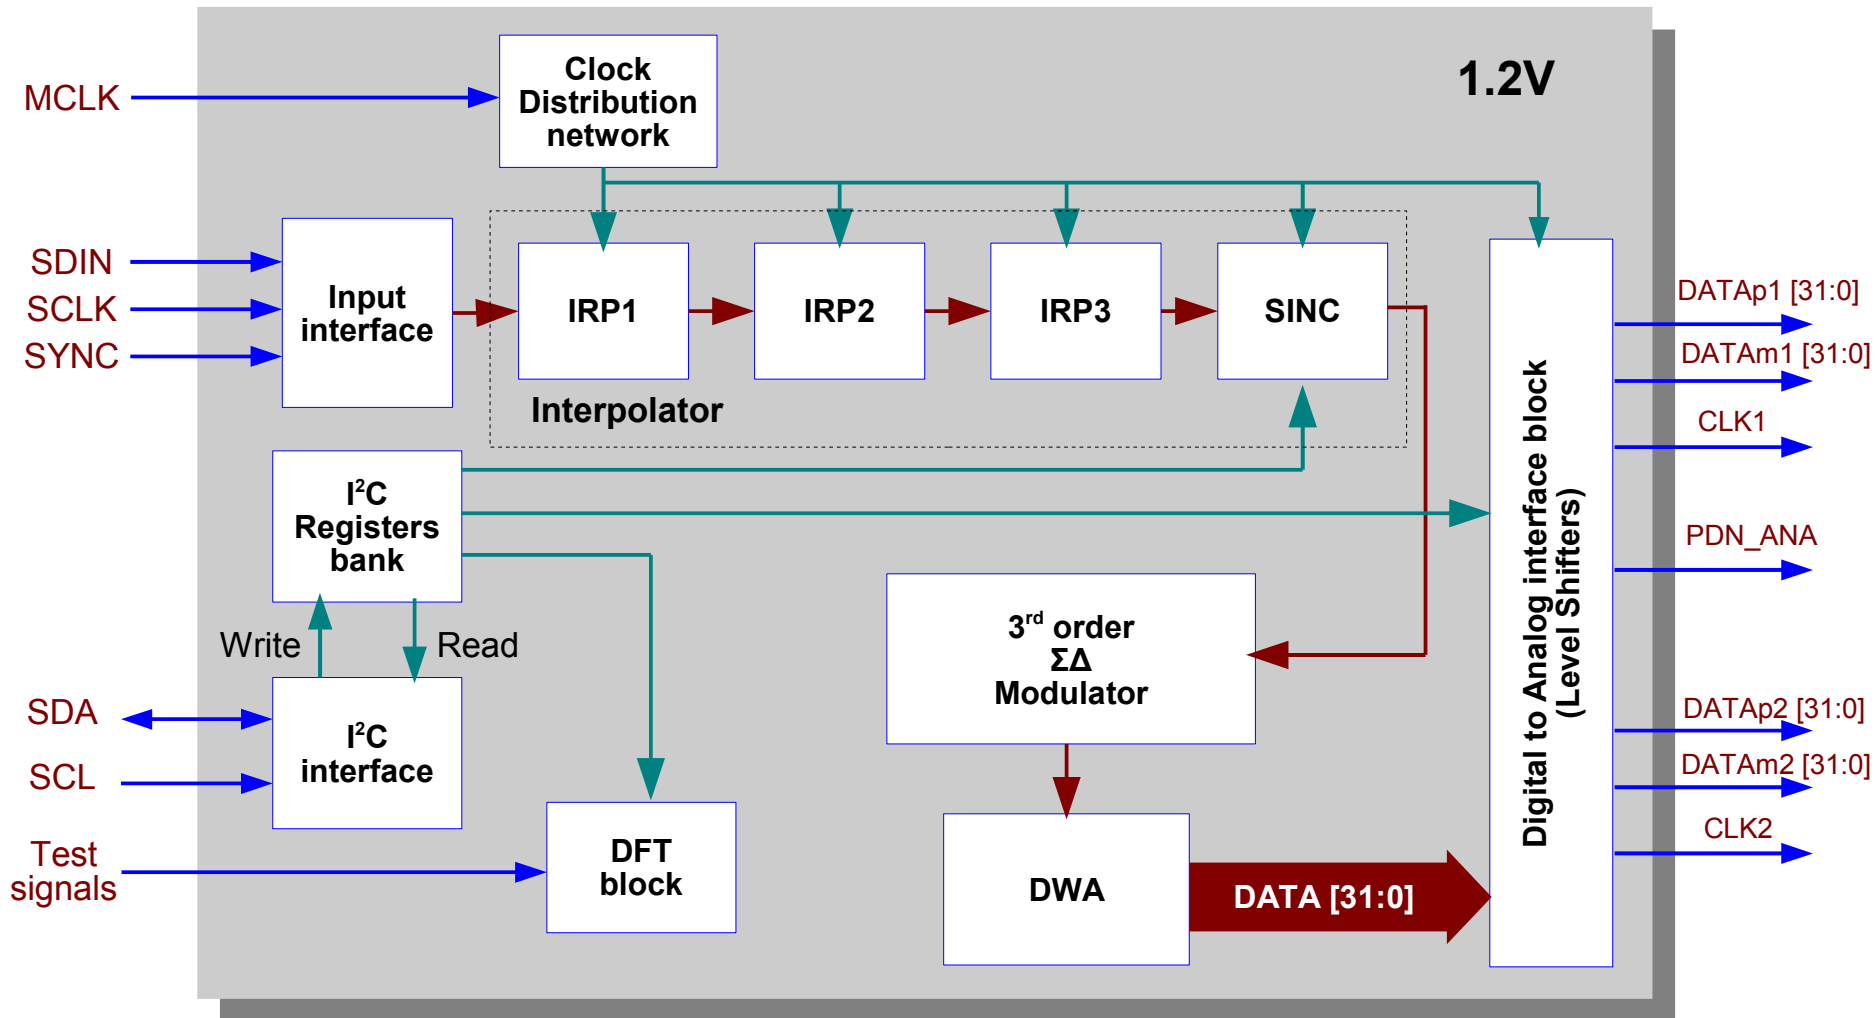 1.2V
MCLK
Clock
Distribution
network
SDIN
SCLK
SYNC
Input
interface
IRP1
IRP2
IRP3
SINC
Interpolator
I²C
Registers
bank
Write
Read
SDA
SCL
I²C
interface
Test
signals
DFT
block
3rd order
ΣΔ
Modulator
DWA
DATA [31:0]
Digital to Analog interface block
(Level Shifters)
DATAp1 [31:0]
DATAm1 [31:0]
CLK1
PDN_ANA
DATAp2 [31:0]
DATAm2 [31:0]
CLK2